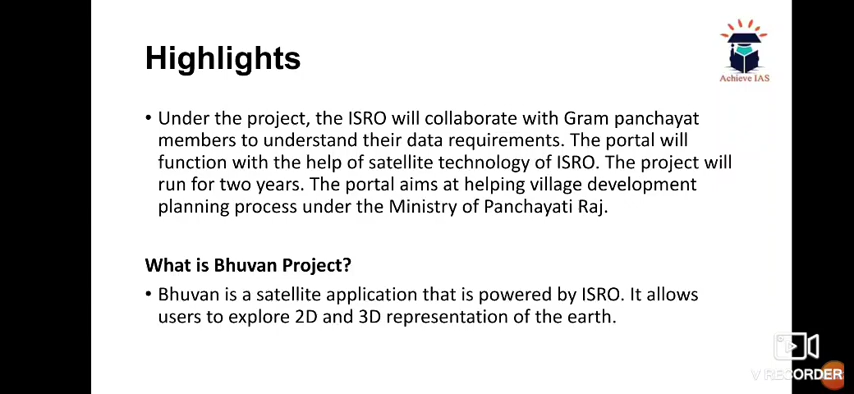 Highlights
Achieve IAS
• Under the project, the ISRO will collaborate with Gram panchayat
members to understand their data requirements. The portal will
function with the help of satellite technology of ISRO. The project will
run for two years. The portal aims at helping village development
planning process under the Ministry of Panchayati Raj.
What is Bhuvan Project?
• Bhuvan is a satellite application that is powered by ISRO. It allows
users to explore 2D and 3D representation of the earth.
V RECORDER